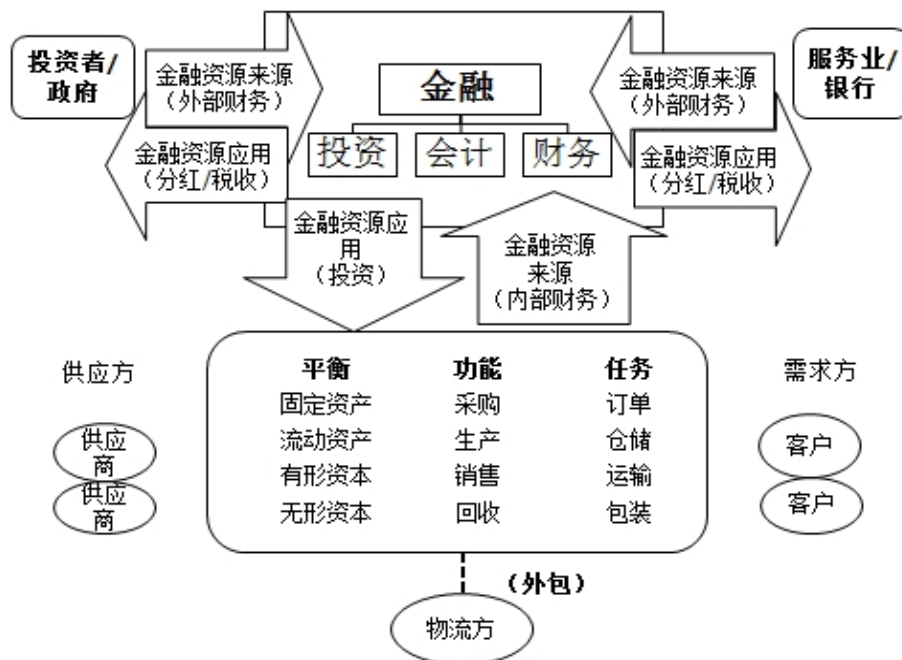 投资者/
政府
金融资源来源
（外部财务）
金融资源应用
（分红/税收）
金融
投资
会计
财务
金融资源来源
（外部财务）
金融资源应用
（分红/税收）
服务业/
银行
金融资源应
用
（投资）
金融资源
来源
（内部财务）
供应方
供应
商
供应
商
平衡 功能 任务
固定资产 采购 订单
流动资产 生产 仓储
有形资本 销售 运输
无形资本 回收 包装
需求方
客户
客户
（外包）
物流方